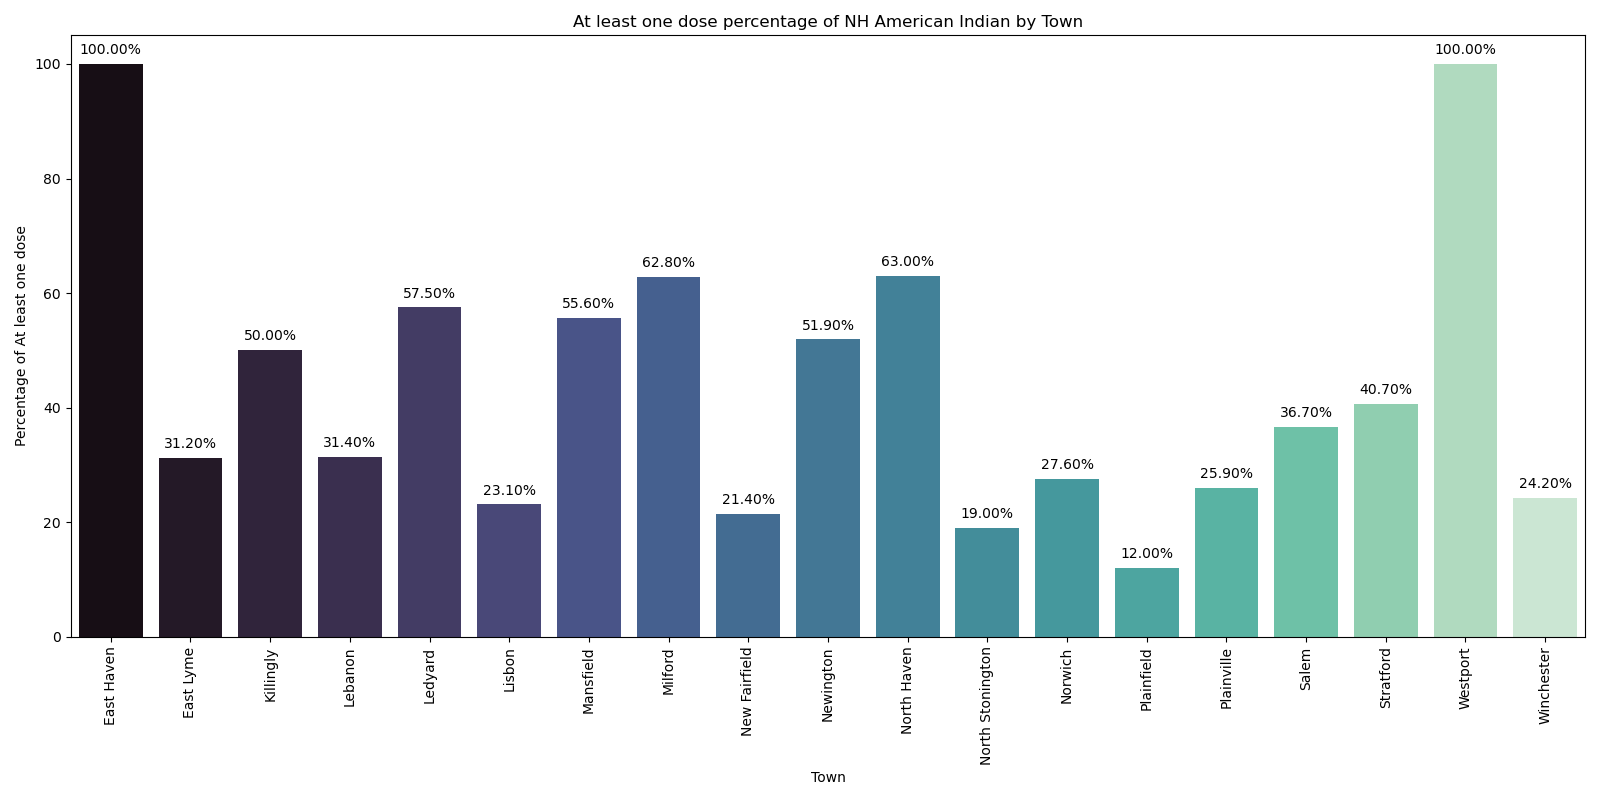 At least one dose percentage of NH American Indian by Town
Percentage of At least one dose
100
80
60
40
20
0
100.00%
31.20%
50.00%
31.40%
57.50%
23.10%
55.60%
62.80%
21.40%
51.90%
63.00%
19.00%
27.60%
12.00%
25.90%
36.70%
40.70%
100.00%
24.20%
East Haven
East Lyme
Killingly
Lebanon
Ledyard
Lisbon
Mansfield
Milford
New Fairfield
Newington
North Haven
North Stonington
Norwich
Plainfield
Plainville
Salem
Stratford
Westport
Winchester
Town